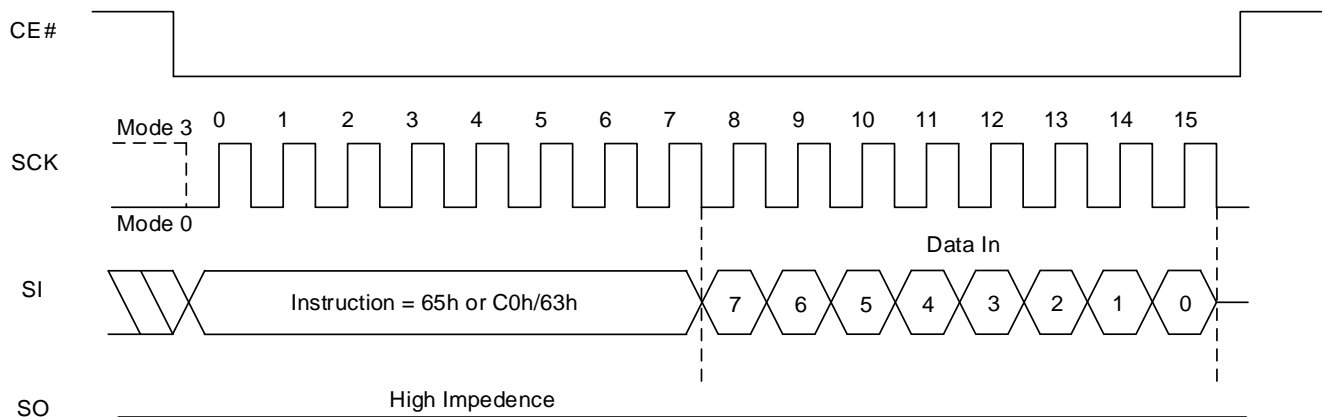 CE#
Mode 3
0 1 2 3 4 5 6 7 8 9 10 11 12 13 14 15
SCK
Mode 0
Data In
SI
Instruction = 65h or C0h/63h
7 6 5 4 3 2 1 0
High Impedence
SO